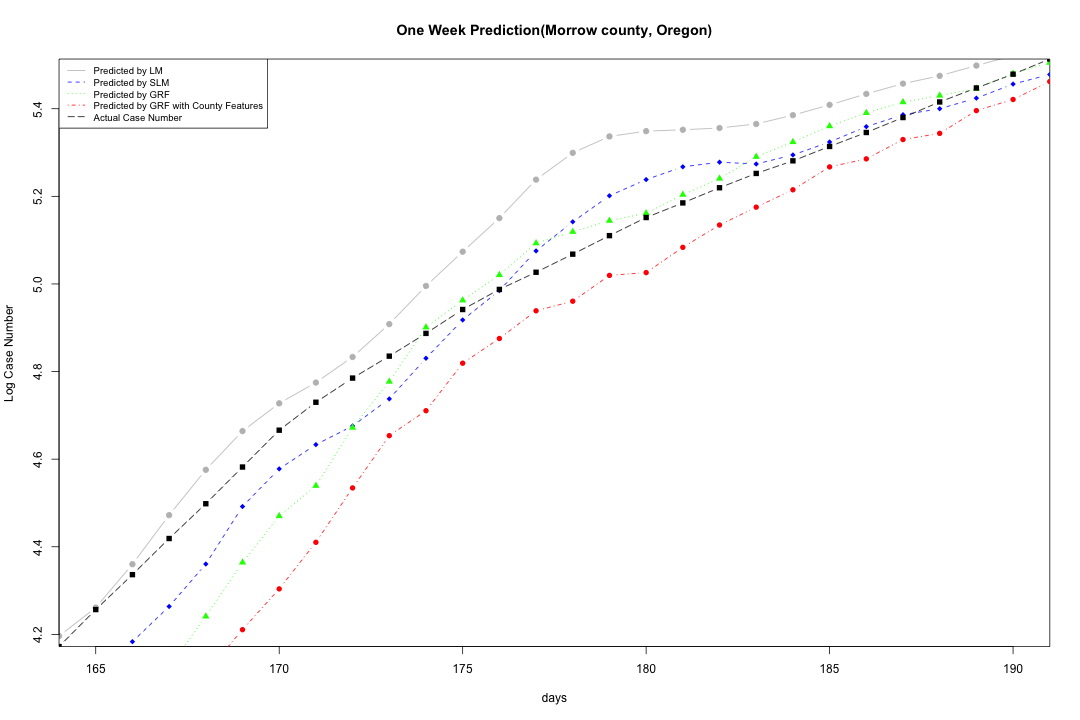 One Week Prediction(Morrow county, Oregon)
Predicted by LM
Predicted by SLM
Predicted by GRF
Predicted by GRF with County Features
Actual Case Number
5.4
5.2
5.0
4.8
4.6
4.4
4.2
Log Case Number
165 170 175 180 185 190
days